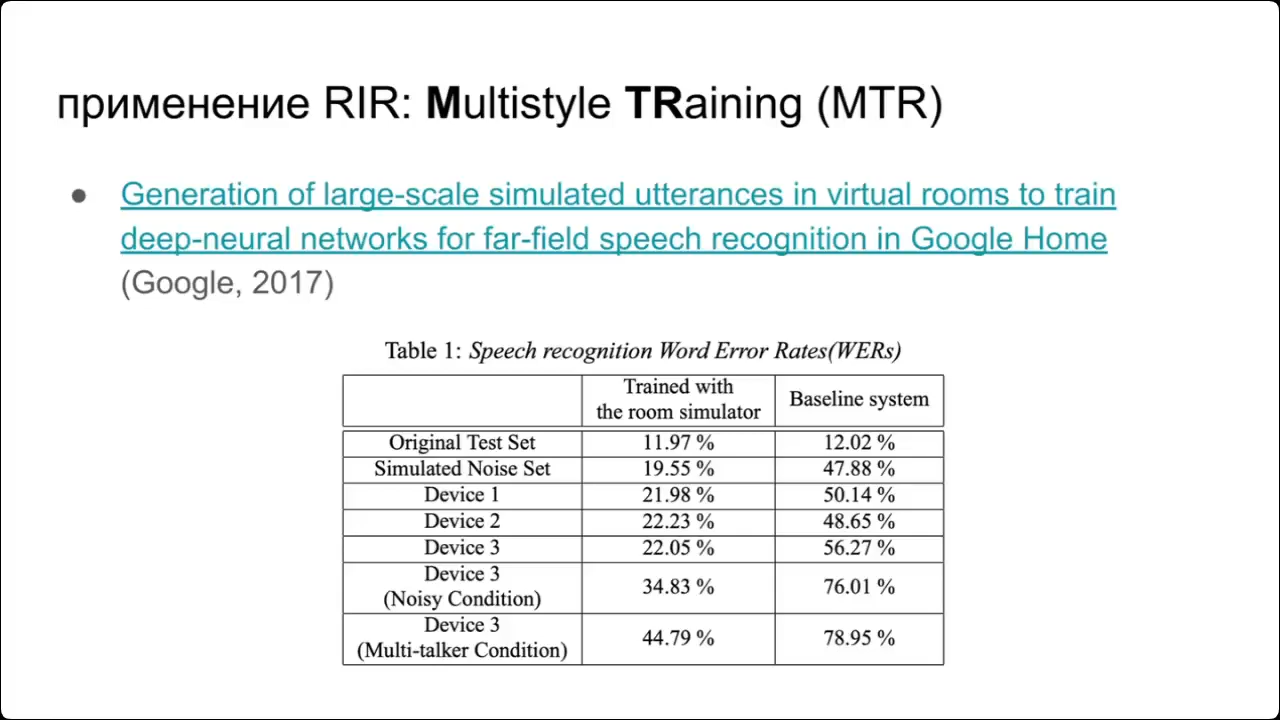 применение RIR: Multistyle TRaining (MTR)
● Generation of large-scale simulated utterances in virtual rooms to train
deep-neural networks for far-field speech recognition in Google Home
(Google, 2017)
Table 1: Speech recognition Word Error Rates(WERs)
Trained with
the room simulator
Baseline system
Original Test Set 11.97 % 12.02 %
Simulated Noise Set 19.55 % 47.88 %
Device 1 21.98 % 50.14 %
Device 2 22.23 % 48.65 %
Device 3 22.05 % 56.27 %
Device 3
(Noisy Condition) 34.83 % 76.01 %
Device 3
(Multi-talker Condition) 44.79 % 78.95 %